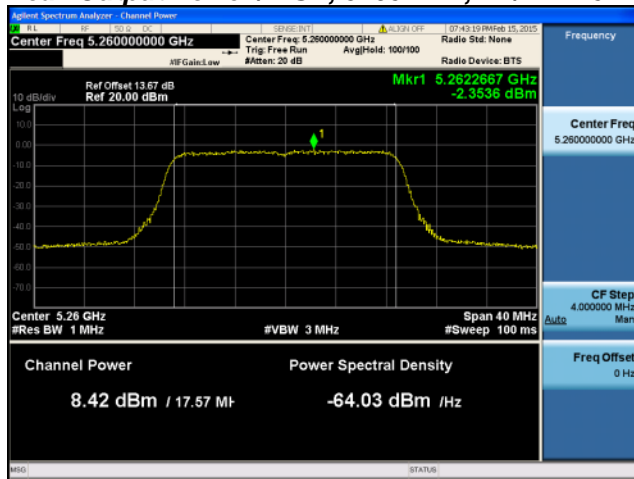 Agilent Spectrum Analyzer - Channel Power
RL RF 50 Ω DC SENSE:INT ALIGN OFF 07:43:19 PM Feb 15, 2015
Center Freq 5.260000000 GHz
Center Freq: 5.260000000 GHz
Radio Std: None
Trig: Free Run Avg|Hold: 100/100
#IFGain:Low #Atten: 20 dB Radio Device: BTS
Frequency
Mkr1 5.2622667 GHz
-2.3536 dBm
Ref Offset 13.67 dB
10 dB/div Ref 20.00 dBm
Log
10.0
0.00
-10.0
-20.0
-30.0
-40.0
-50.0
-60.0
-70.0
1
Center Freq
5.260000000 GHz
Center 5.26 GHz Span 40 MHz
#Res BW 1 MHz #VBW 3 MHz #Sweep 100 ms
CF Step
4.000000 MHz
Auto Man
Channel Power Power Spectral Density
8.42 dBm / 17.57 MH -64.03 dBm /Hz
Freq Offset
0 Hz
MSG STATUS